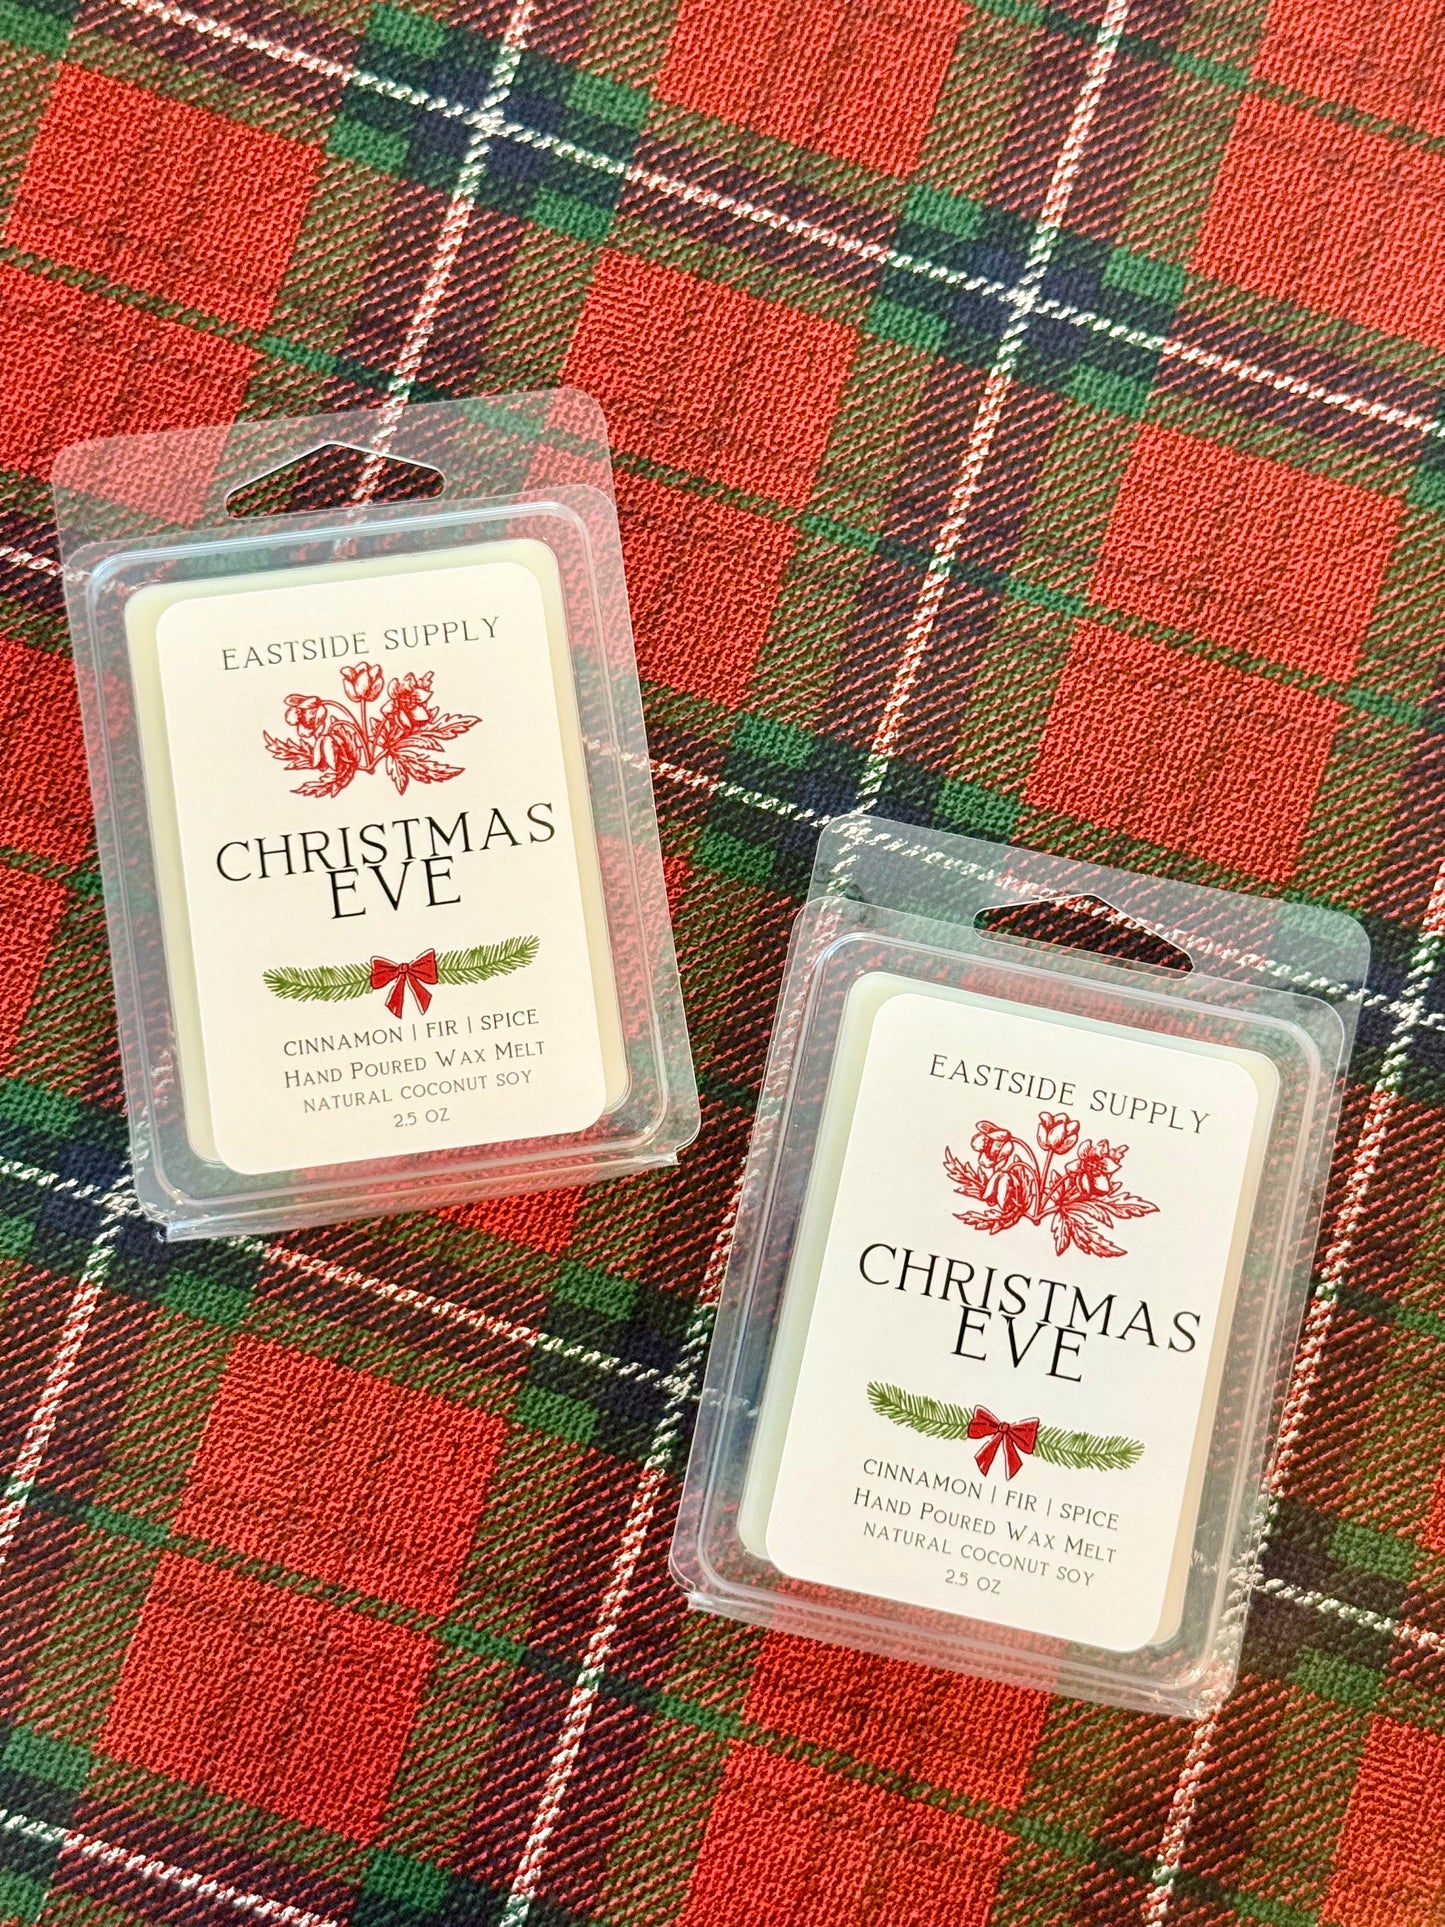 EASTSIDE SUPPLY
CHRISTMAS
EVE
CINNAMON | FIR | SPICE
Hand Poured Wax Melt
NATURAL COCONUT SOY
2.5 OZ
EASTSIDE SUPPLY
CHRISTMAS
EVE
CINNAMON | FIR | SPICE
Hand Poured Wax Melt
NATURAL COCONUT SOY
2.5 OZ